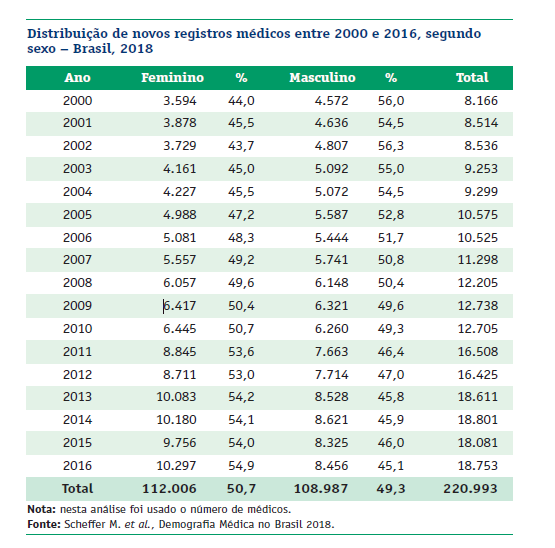 Distribuição de novos registros médicos entre 2000 e 2016, segundo
sexo – Brasil, 2018
Ano Feminino % Masculino % Total
2000 3.594 44,0 4.572 56,0 8.166
2001 3.878 45,5 4.636 54,5 8.514
2002 3.729 43,7 4.807 56,3 8.536
2003 4.161 45,0 5.092 55,0 9.253
2004 4.227 45,5 5.072 54,5 9.299
2005 4.988 47,2 5.587 52,8 10.575
2006 5.081 48,3 5.444 51,7 10.525
2007 5.557 49,2 5.741 50,8 11.298
2008 6.057 49,6 6.148 50,4 12.205
2009 6.417 50,4 6.321 49,6 12.738
2010 6.445 50,7 6.260 49,3 12.705
2011 8.845 53,6 7.663 46,4 16.508
2012 8.711 53,0 7.714 47,0 16.425
2013 10.083 54,2 8.528 45,8 18.611
2014 10.180 54,1 8.621 45,9 18.801
2015 9.756 54,0 8.325 46,0 18.081
2016 10.297 54,9 8.456 45,1 18.753
Total 112.006 50,7 108.987 49,3 220.993
Nota: nesta análise foi usado o número de médicos.
Fonte: Scheffer M. et al., Demografia Médica no Brasil 2018.